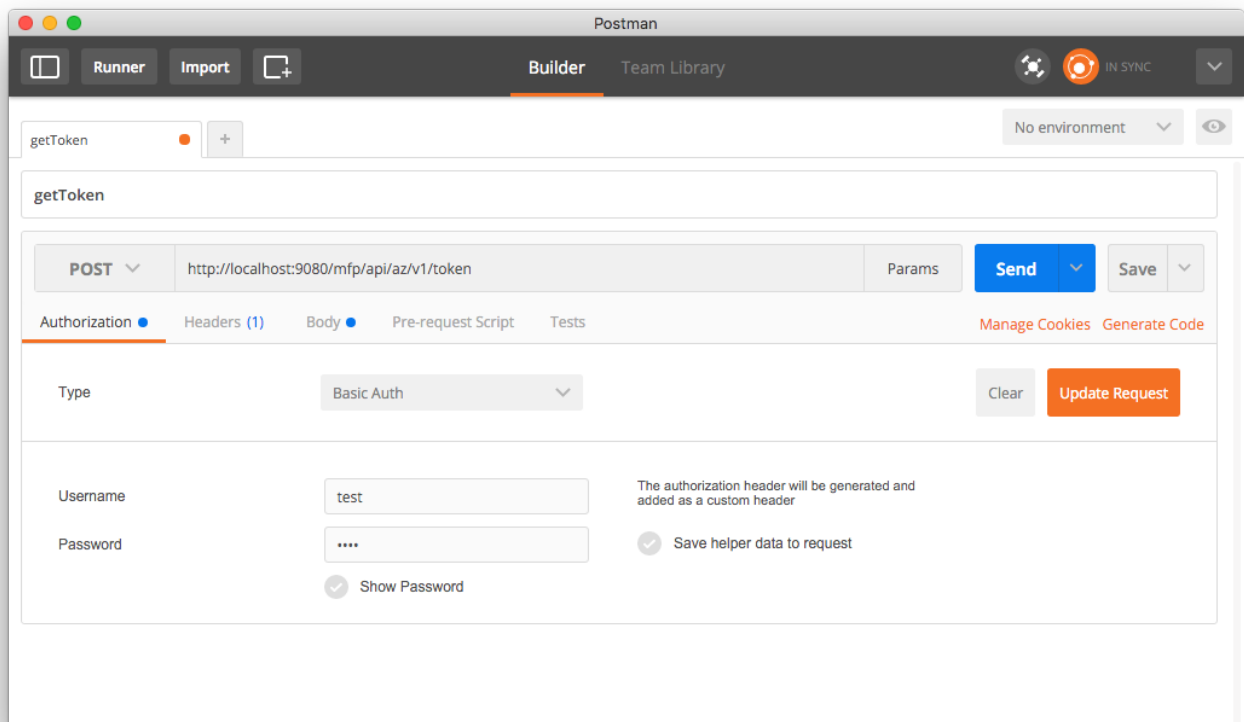 Postman
Runner Import Builder Team Library IN SYNC
getToken + No environment
getToken
POST http://localhost:9080/mfp/api/az/v1/token Params Send Save
Authorization Headers (1) Body Pre-request Script Tests Manage Cookies Generate Code
Type Basic Auth Clear Update Request
Username test The authorization header will be generated and
added as a custom header
Password •••• Save helper data to request
Show Password